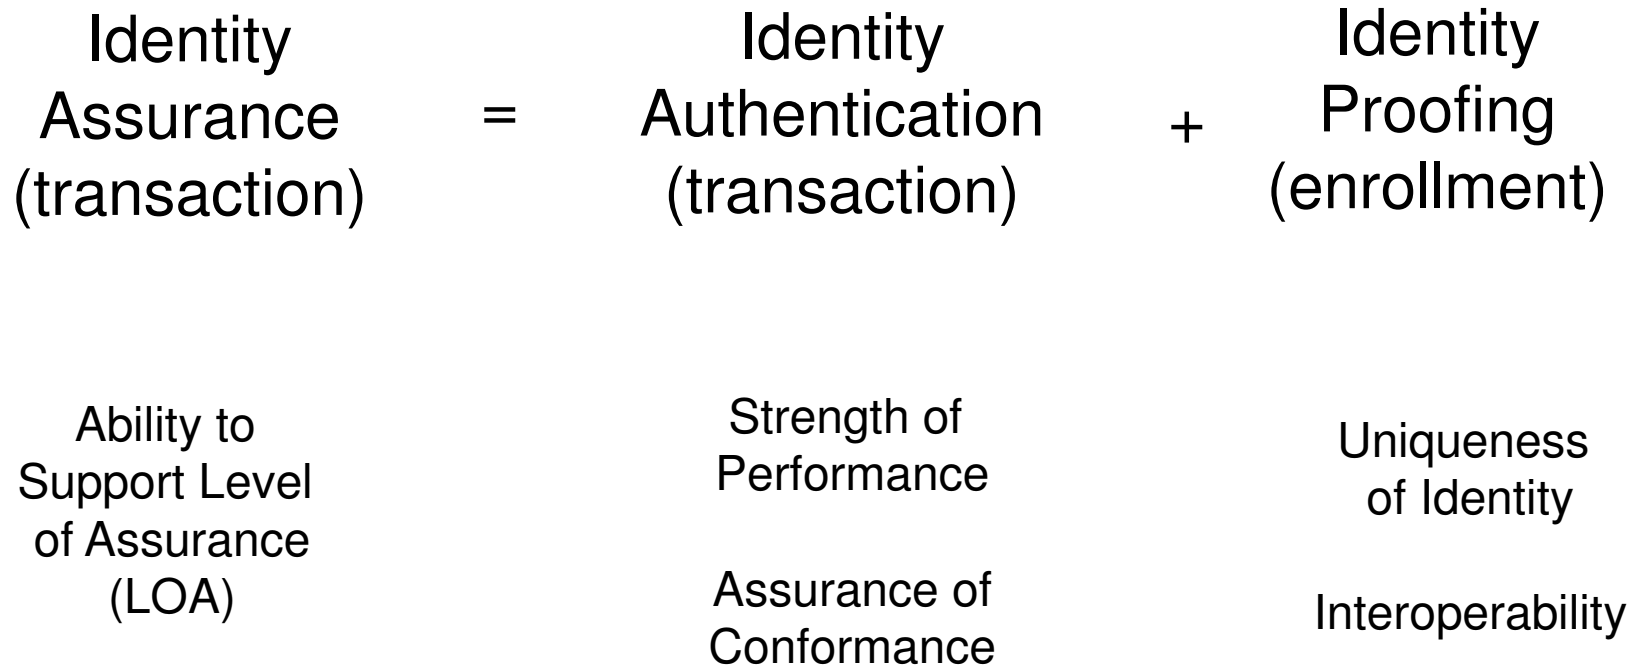 Identity
Assurance
(transaction)
=
Identity
Authentication
(transaction)
+
Identity
Proofing
(enrollment)
Ability to
Support Level
of Assurance
(LOA)
Strength of
Performance
Assurance of
Conformance
Uniqueness
of Identity
Interoperability